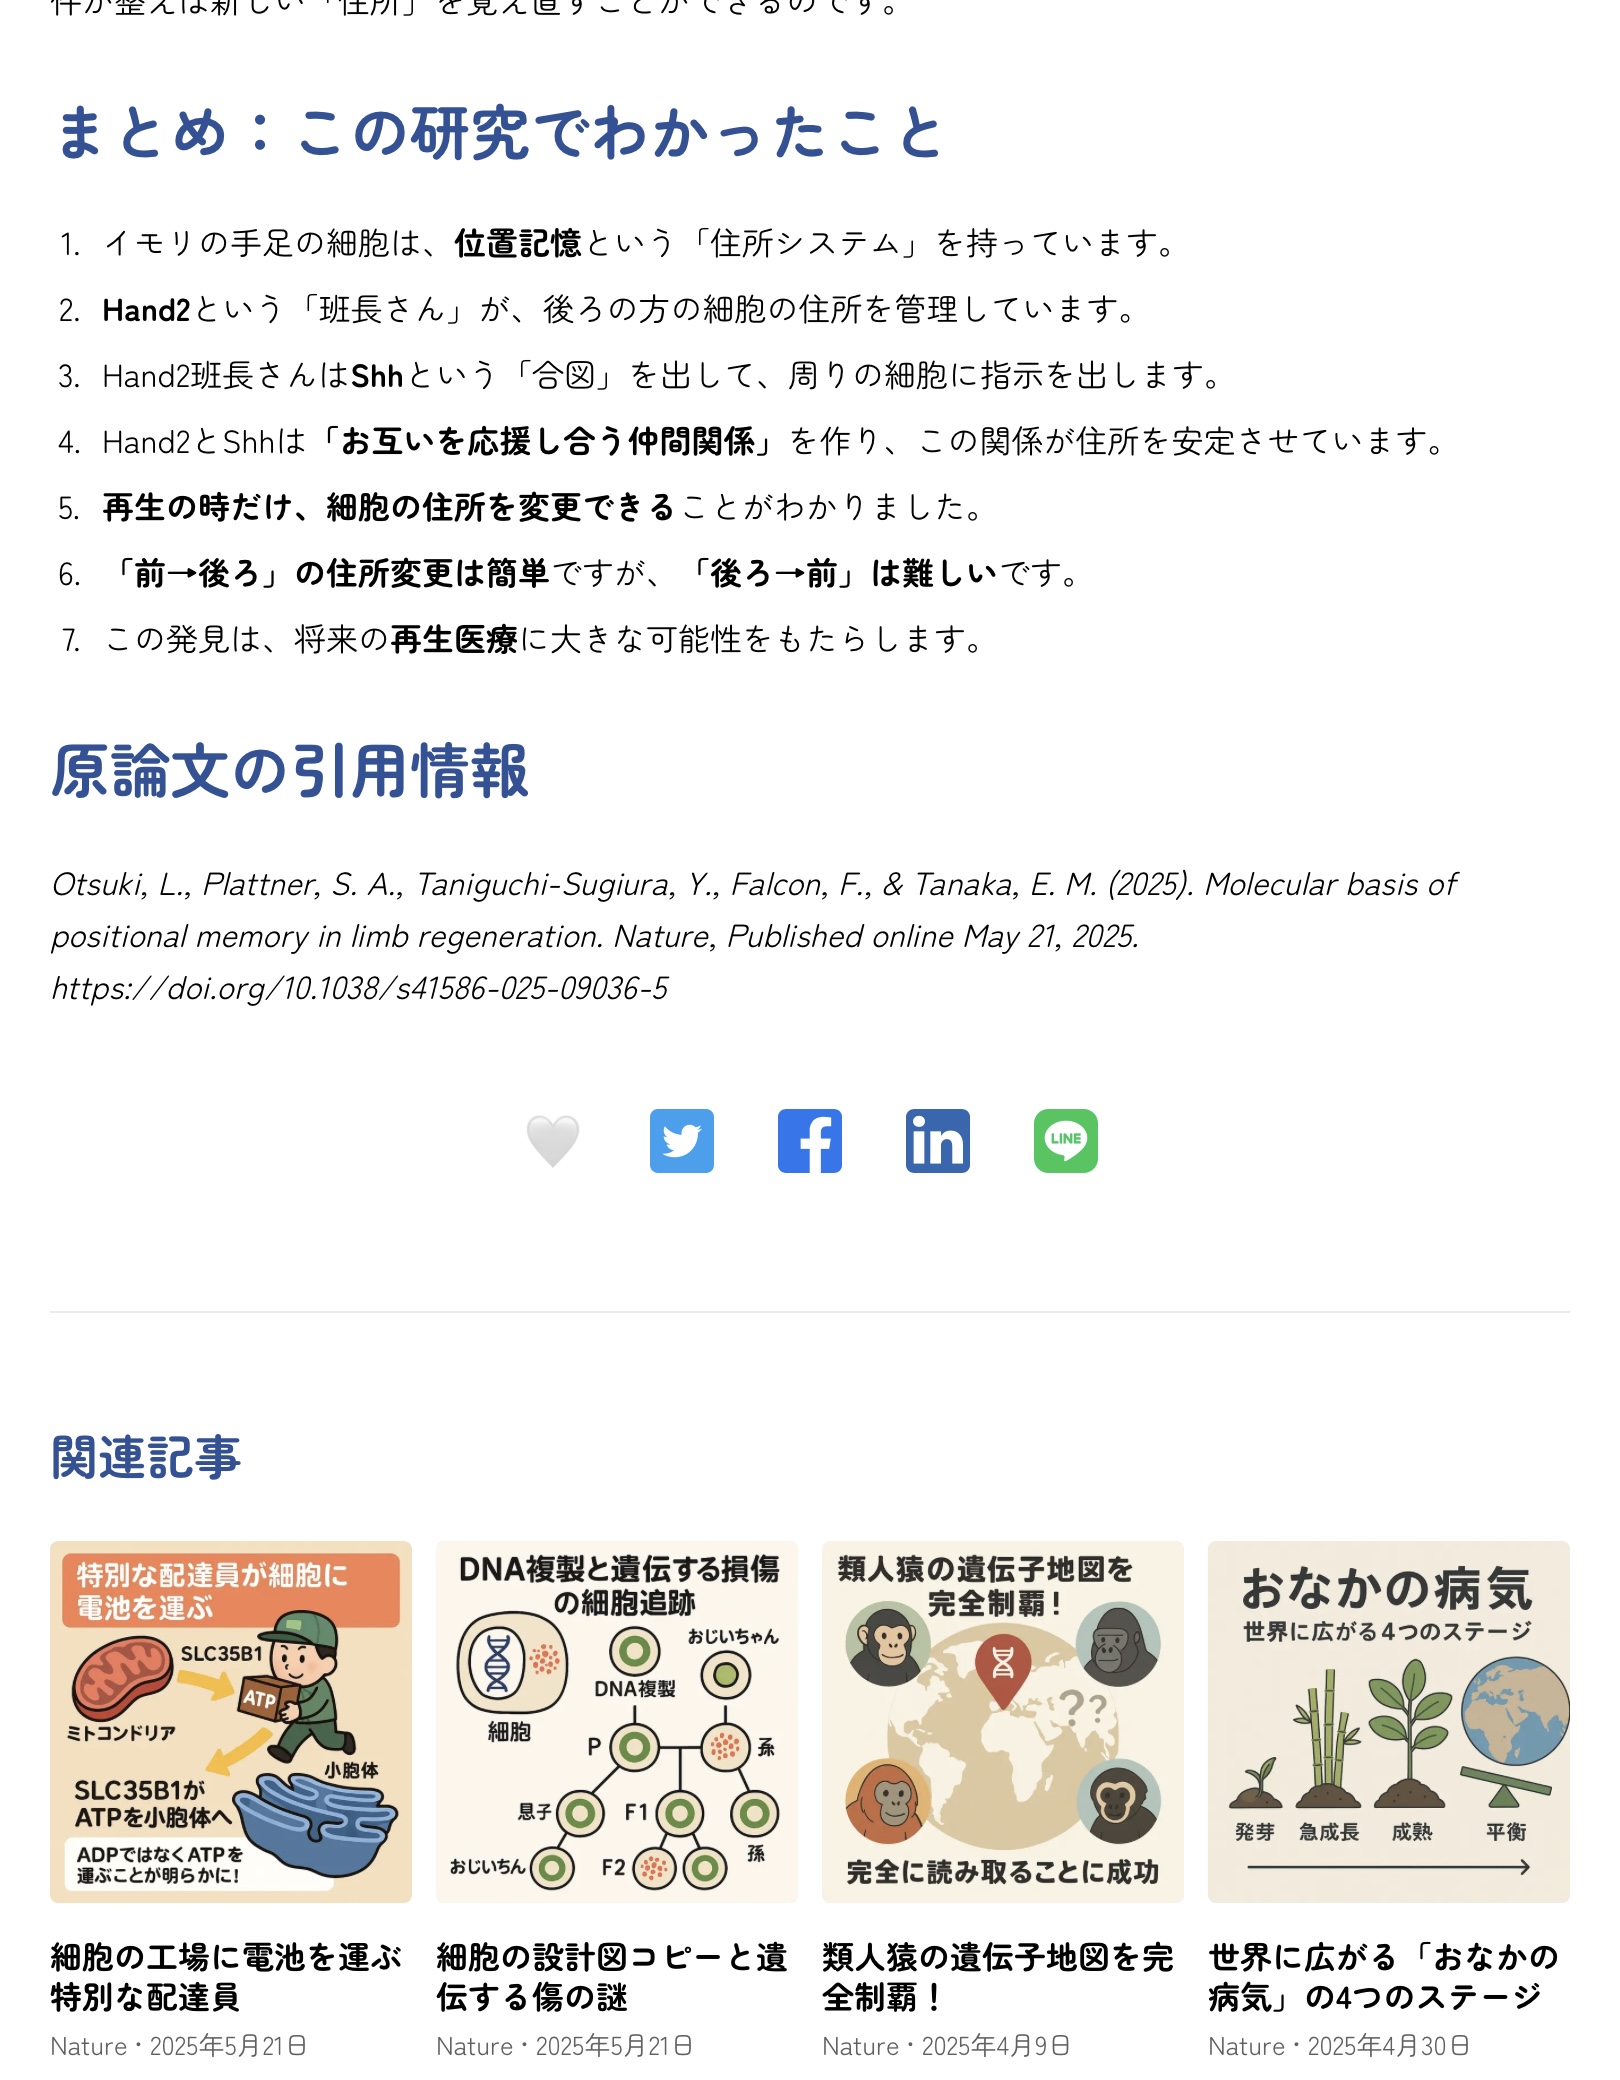 件が整えば新しい「住所」を覚え直すことができるのです。
まとめ：この研究でわかったこと
1. イモリの手足の細胞は、位置記憶という「住所システム」を持っています。
2. Hand2という「班長さん」が、後ろの方の細胞の住所を管理しています。
3. Hand2班長さんはShhという「合図」を出して、周りの細胞に指示を出します。
4. Hand2とShhは「お互いを応援し合う仲間関係」を作り、この関係が住所を安定させています。
5. 再生の時だけ、細胞の住所を変更できることがわかりました。
6. 「前→後ろ」の住所変更は簡単ですが、「後ろ→前」は難しいです。
7. この発見は、将来の再生医療に大きな可能性をもたらします。
原論文の引用情報
Otsuki, L., Plattner, S. A., Taniguchi-Sugiura, Y., Falcon, F., & Tanaka, E. M. (2025). Molecular basis of
positional memory in limb regeneration. Nature, Published online May 21, 2025.
https://doi.org/10.1038/s41586-025-09036-5
LINE
関連記事
特別な配達員が細胞に
電池を運ぶ
SLC35B1
ATP
ミトコンドリア
小胞体
SLC35B1が
ATPを小胞体へ
ADPではなくATPを
運ぶことが明らかに!
DNA複製と遺伝する損傷
の細胞追跡
おじいちゃん
DNA複製
細胞
P
息子
F1
孫
おじいちん
F2
類人猿の遺伝子地図を
完全制覇!
??
完全に読み取ることに成功
おなかの病気
世界に広がる4つのステージ
発芽 急成長 成熟 平衡
細胞の工場に電池を運ぶ
特別な配達員
Nature・2025年5月21日
細胞の設計図コピーと遺
伝する傷の謎
Nature・2025年5月21日
類人猿の遺伝子地図を完
全制覇！
Nature・2025年4月9日
世界に広がる「おなかの
病気」の4つのステージ
Nature・2025年4月30日